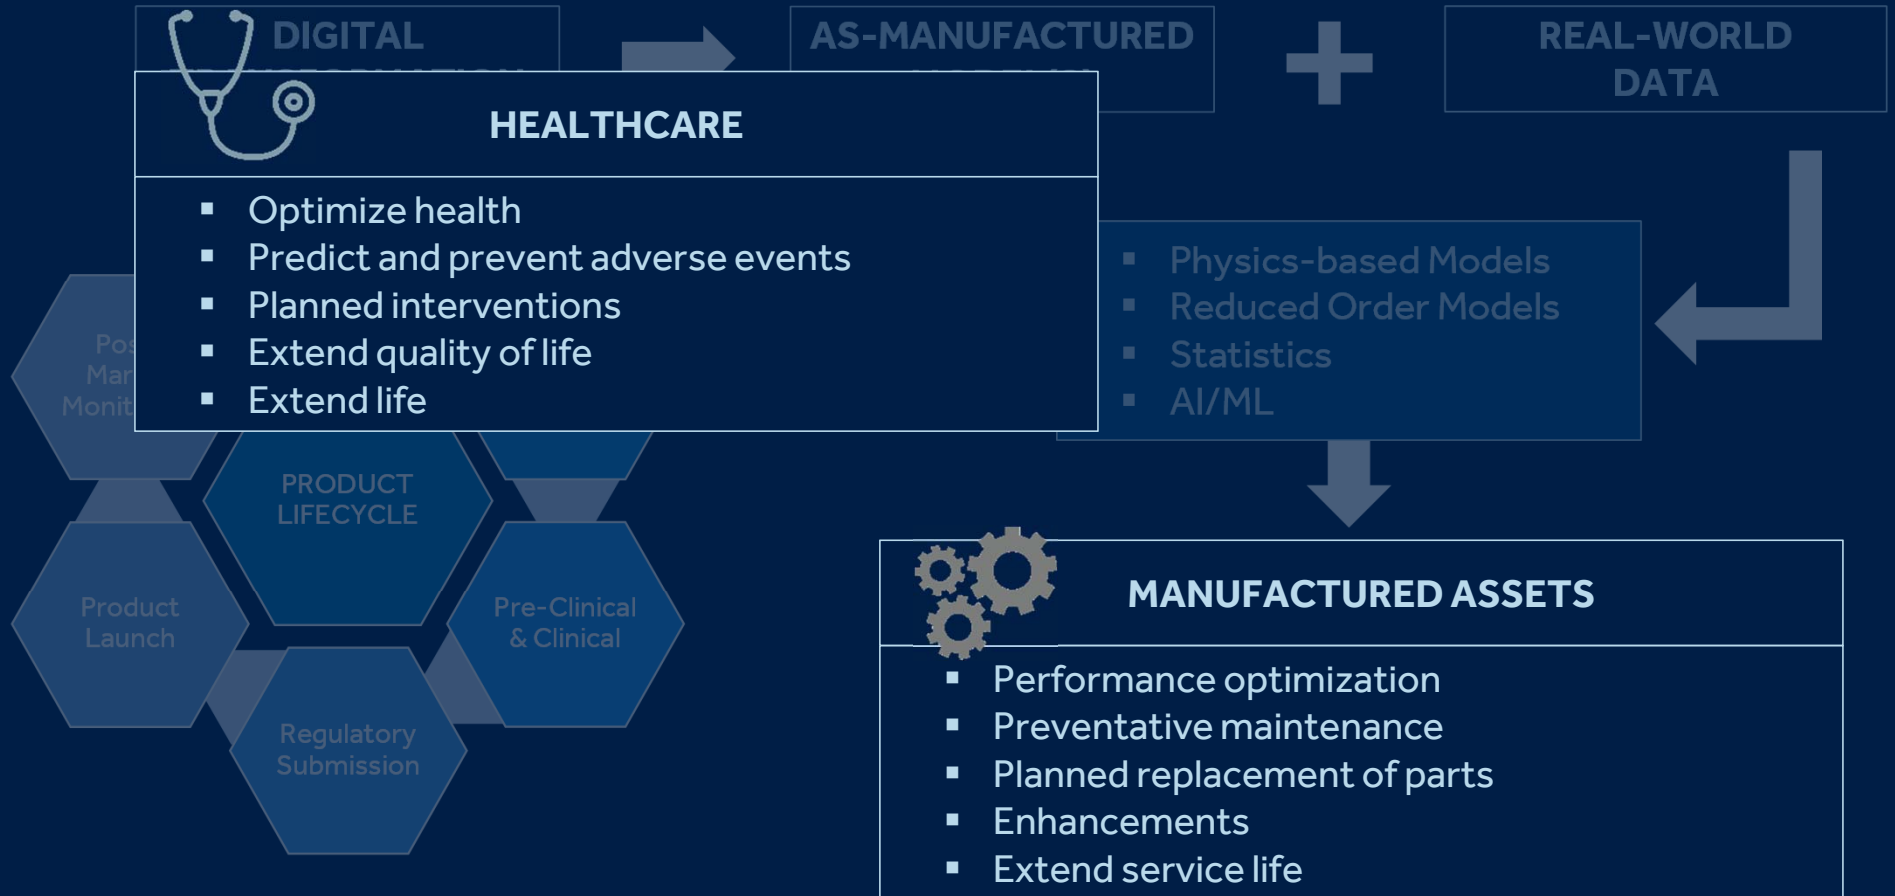 DIGITAL
AS-MANUFACTURED
REAL-WORLD
DATA
HEALTHCARE
▪ Optimize health
▪ Predict and prevent adverse events
▪ Planned interventions
▪ Extend quality of life
▪ Extend life
▪ Physics-based Models
▪ Reduced Order Models
▪ Statistics
▪ AI/ML
PRODUCT
LIFECYCLE
Product
Launch
Pre-Clinical
& Clinical
Regulatory
Submission
MANUFACTURED ASSETS
▪ Performance optimization
▪ Preventative maintenance
▪ Planned replacement of parts
▪ Enhancements
▪ Extend service life